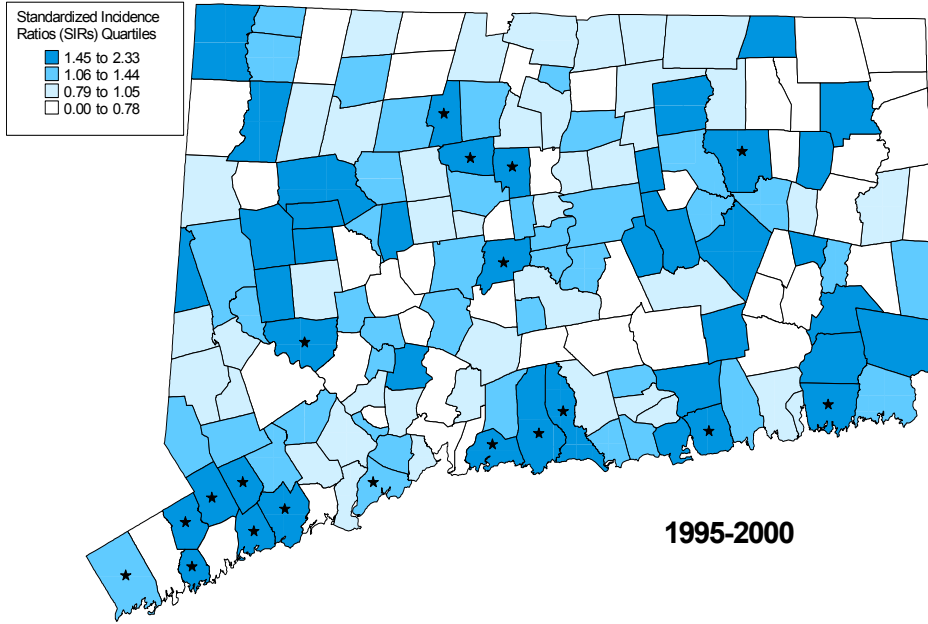 Standardized Incidence
Ratios (SIRs) Quartiles
1.45 to 2.33
1.06 to 1.44
0.79 to 1.05
0.00 to 0.78
1995-2000